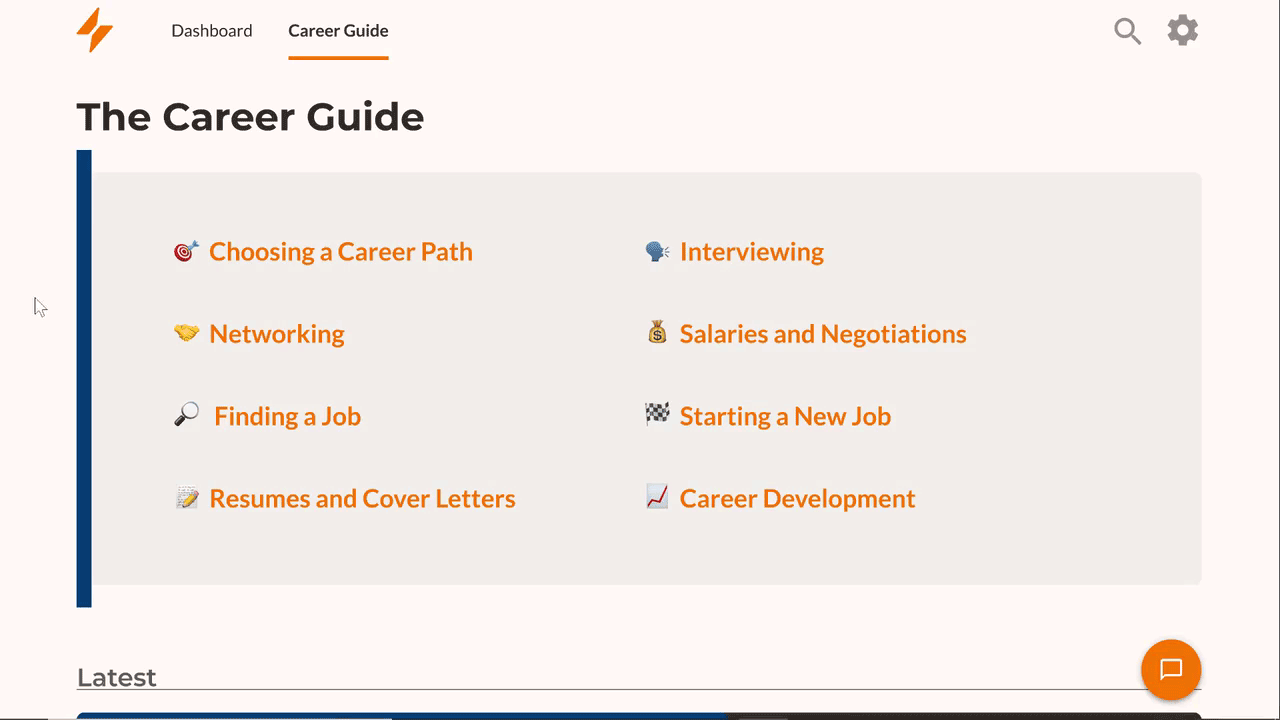 Dashboard
Career Guide
The Career Guide
Choosing a Career Path
Interviewing
Networking
Salaries and Negotiations
Finding a Job
Starting a New Job
Resumes and Cover Letters
Career Development
Latest